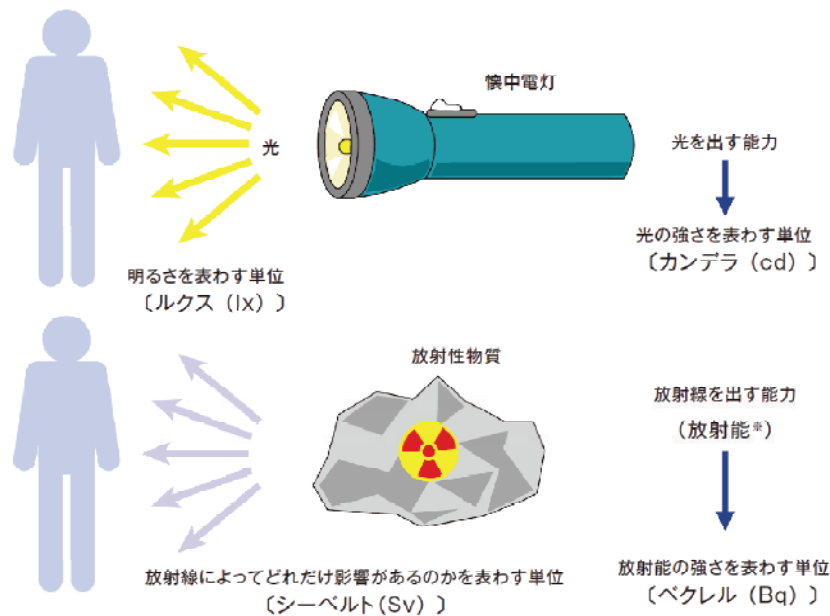 懐中電灯
光
光を出す能力
光の強さを表わす単位
〔カンデラ(cd)〕
明るさを表わす単位
〔ルクス(lx)〕
放射性物質
放射線を出す能力
(放射能※)
放射線によってどれだけ影響があるのかを表わす単位
〔シーベルト(Sv)〕
放射能の強さを表わす単位
〔ベクレル(Bq)〕